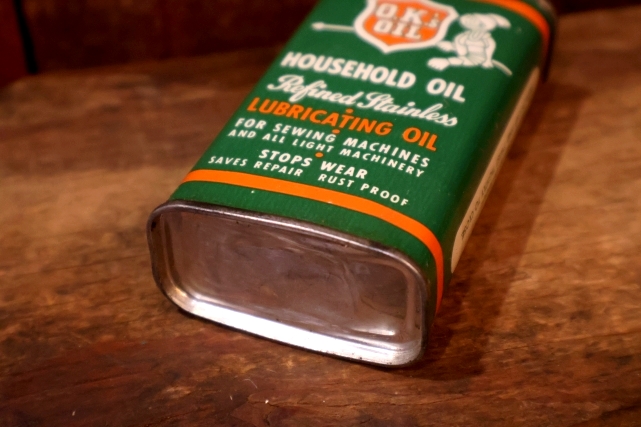 O.K.'s
OIL
HOUSEHOLD OIL
Refined Stainless
LUBRICATING OIL
FOR SEWING MACHINES
AND ALL LIGHT MACHINERY
STOPS WEAR
SAVES REPAIR RUST PROOF